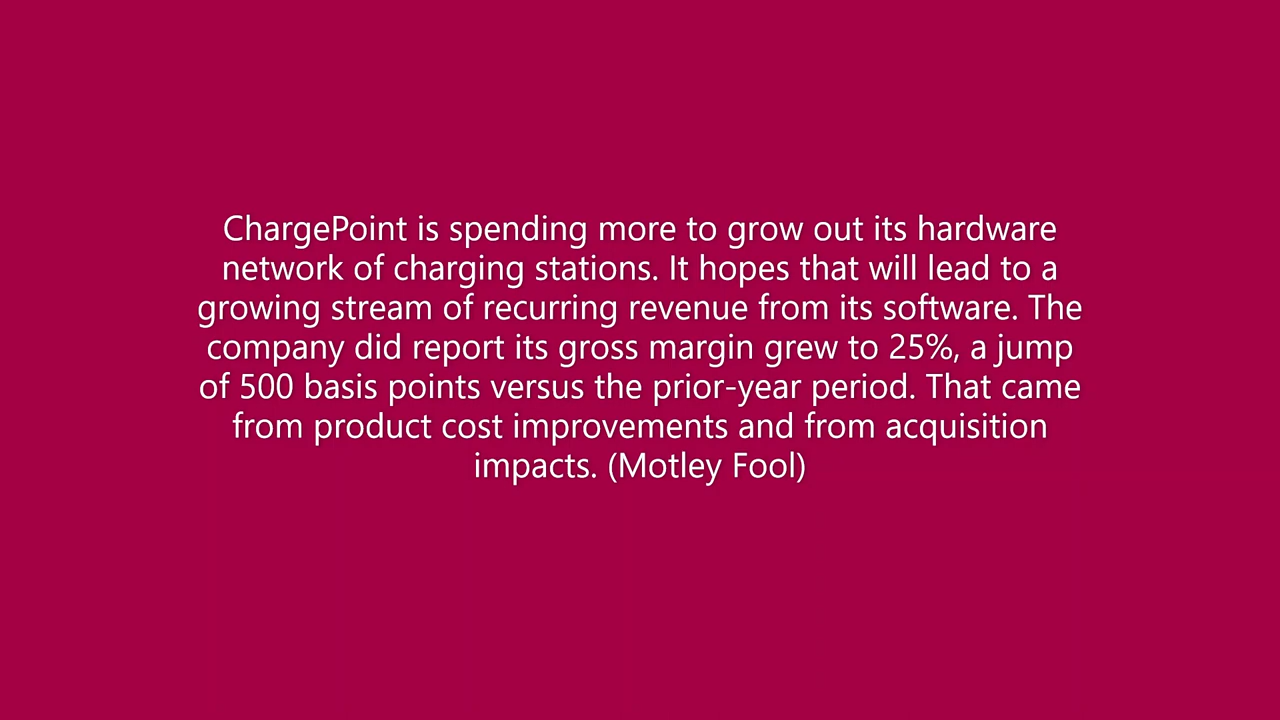 ChargePoint is spending more to grow out its hardware
network of charging stations. It hopes that will lead to a
growing stream of recurring revenue from its software. The
company did report its gross margin grew to 25%, a jump
of 500 basis points versus the prior-year period. That came
from product cost improvements and from acquisition
impacts. (Motley Fool)